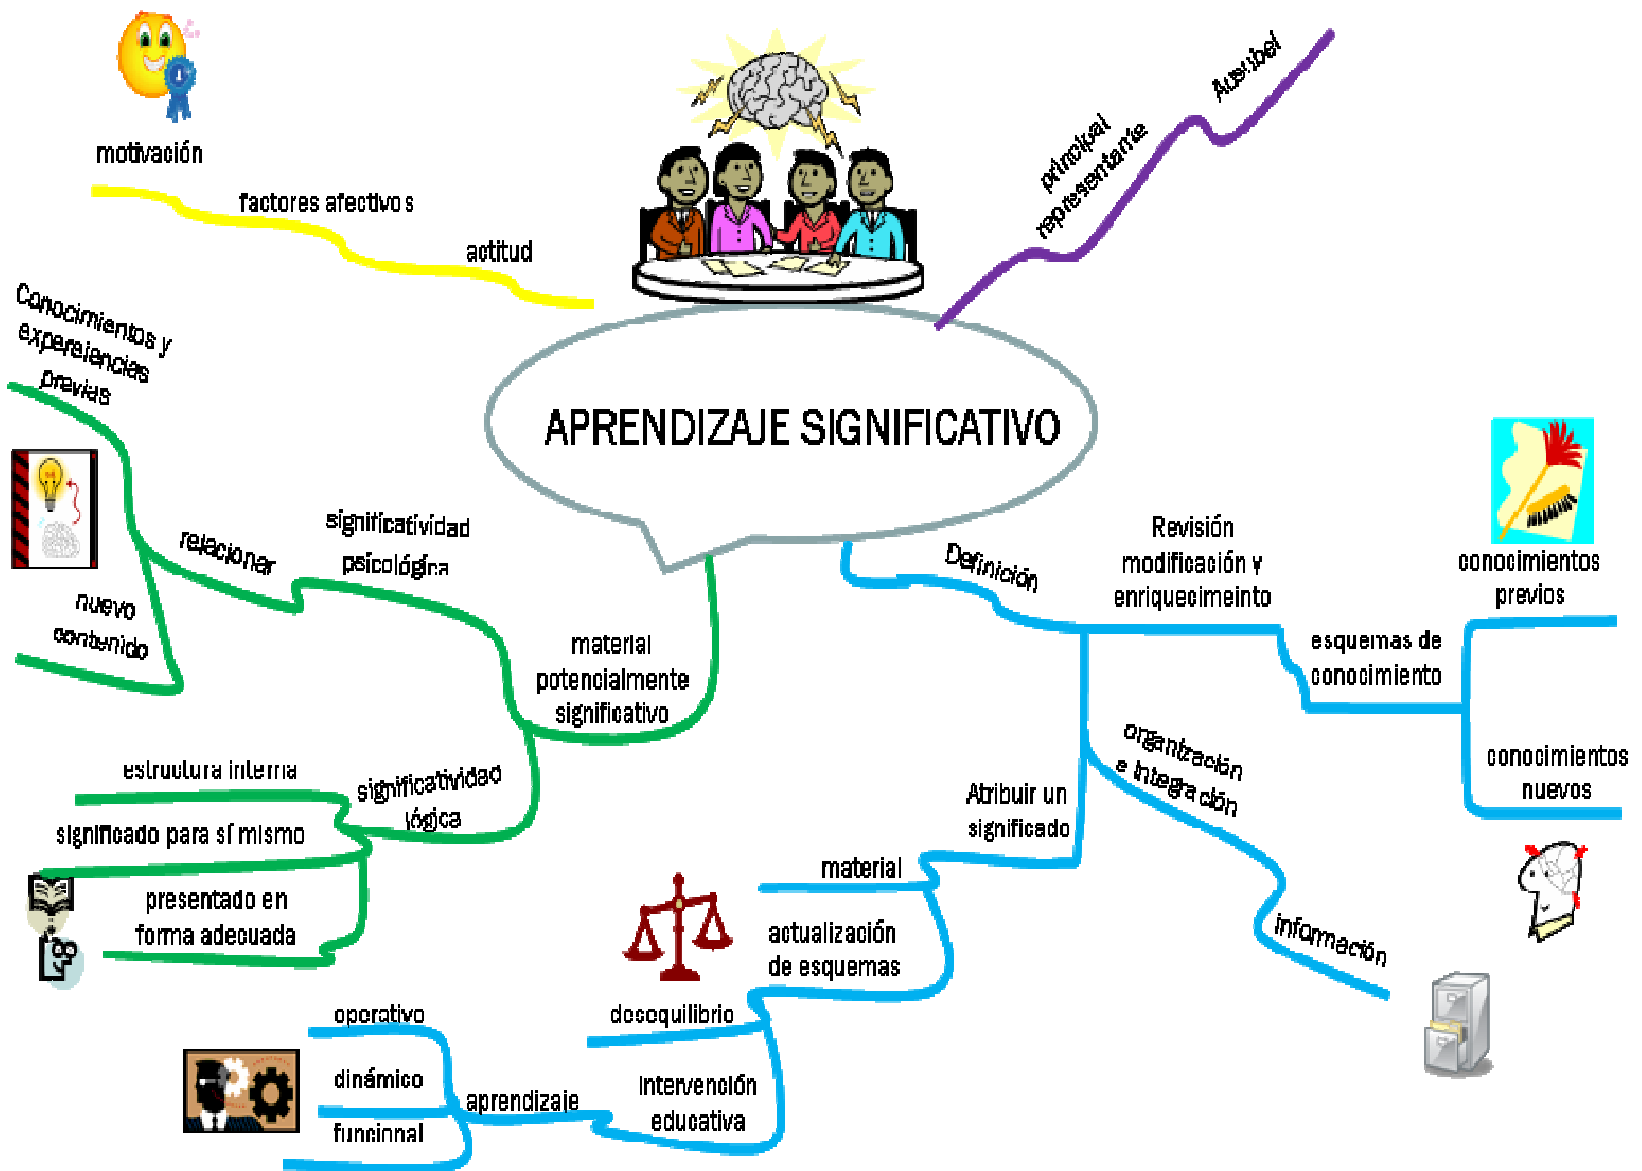 motivación
factores afectivos
actitud
principal
representante
Ausubel
Conocimientos y
expersiencias
previas
APRENDIZAJE SIGNIFICATIVO
relacionar
significatividad
psicológica
nuevo
contenido
material
potencialmente
significativo
estructura interna
significatividad
lógica
significado para sí mismo
presentado en
forma adecuada
Definición
Revisión
modificación y
enriquecimeinto
conocimientos
previos
esquemas de
conocimiento
conocimientos
nuevos
organización
e integración
información
Atribuir un
significado
material
actualización
de esquemas
desequilibrio
Intervención
educativa
aprendizaje
operativo
dinámico
funcional